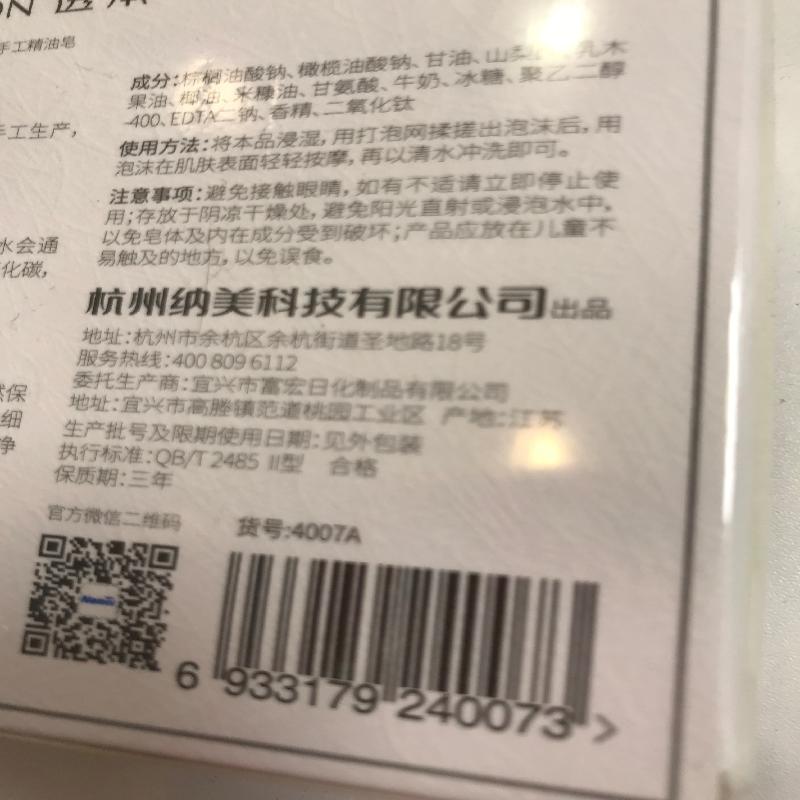 手工精油皂
成分:棕榈油酸钠、橄榄油酸钠、甘油、山梨 乳木
果油、椰油、米糠油、甘氨酸、牛奶、冰糖、聚乙二醇
-400、EDTA二钠、香精、二氧化钛
手工生产,
使用方法:将本品浸湿,用打泡网揉搓出泡沫后,用
泡沫在肌肤表面轻轻按摩,再以清水冲洗即可。
注意事项:避免接触眼睛,如有不适请立即停止使
用;存放于阴凉干燥处,避免阳光直射或浸泡水中,
以免皂体及内在成分受到破坏;产品应放在儿童不
易触及的地方,以免误食。
水会通
化碳,
杭州纳美科技有限公司出品
地址:杭州市余杭区余杭街道圣地路18号
服务热线:400 809 6112
委托生产商:宜兴市富宏日化制品有限公司
地址:宜兴市高塍镇范道桃园工业区 产地:江苏
然保
细
净
生产批号及限期使用日期:见外包装
执行标准:QB/T 2485 II型 合格
保质期:三年
官方微信二维码
货号:4007A
6 933179 240073 >